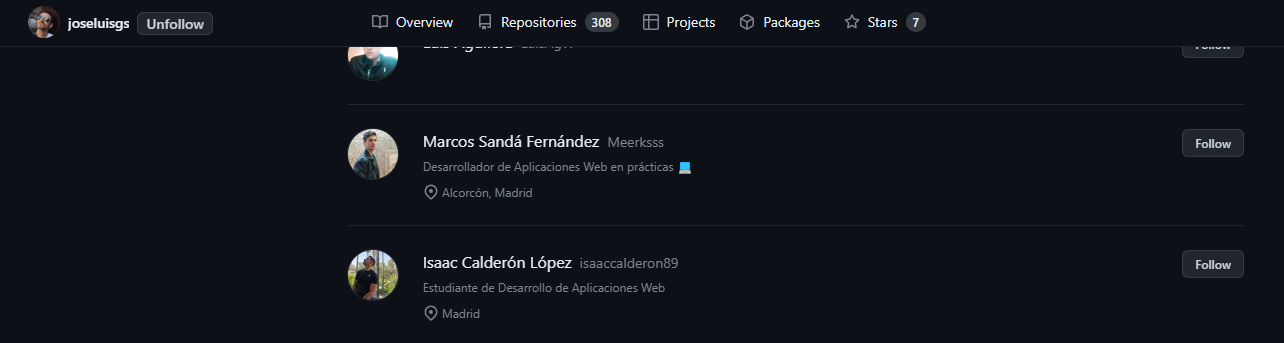 joseluisgs Unfollow Overview Repositories 308 Projects Packages Stars 7
Follow
Marcos Sandá Fernández Meerksss Follow
Desarrollador de Aplicaciones Web en prácticas
Alcorcón, Madrid
Isaac Calderón López isaaccalderon89 Follow
Estudiante de Desarrollo de Aplicaciones Web
Madrid